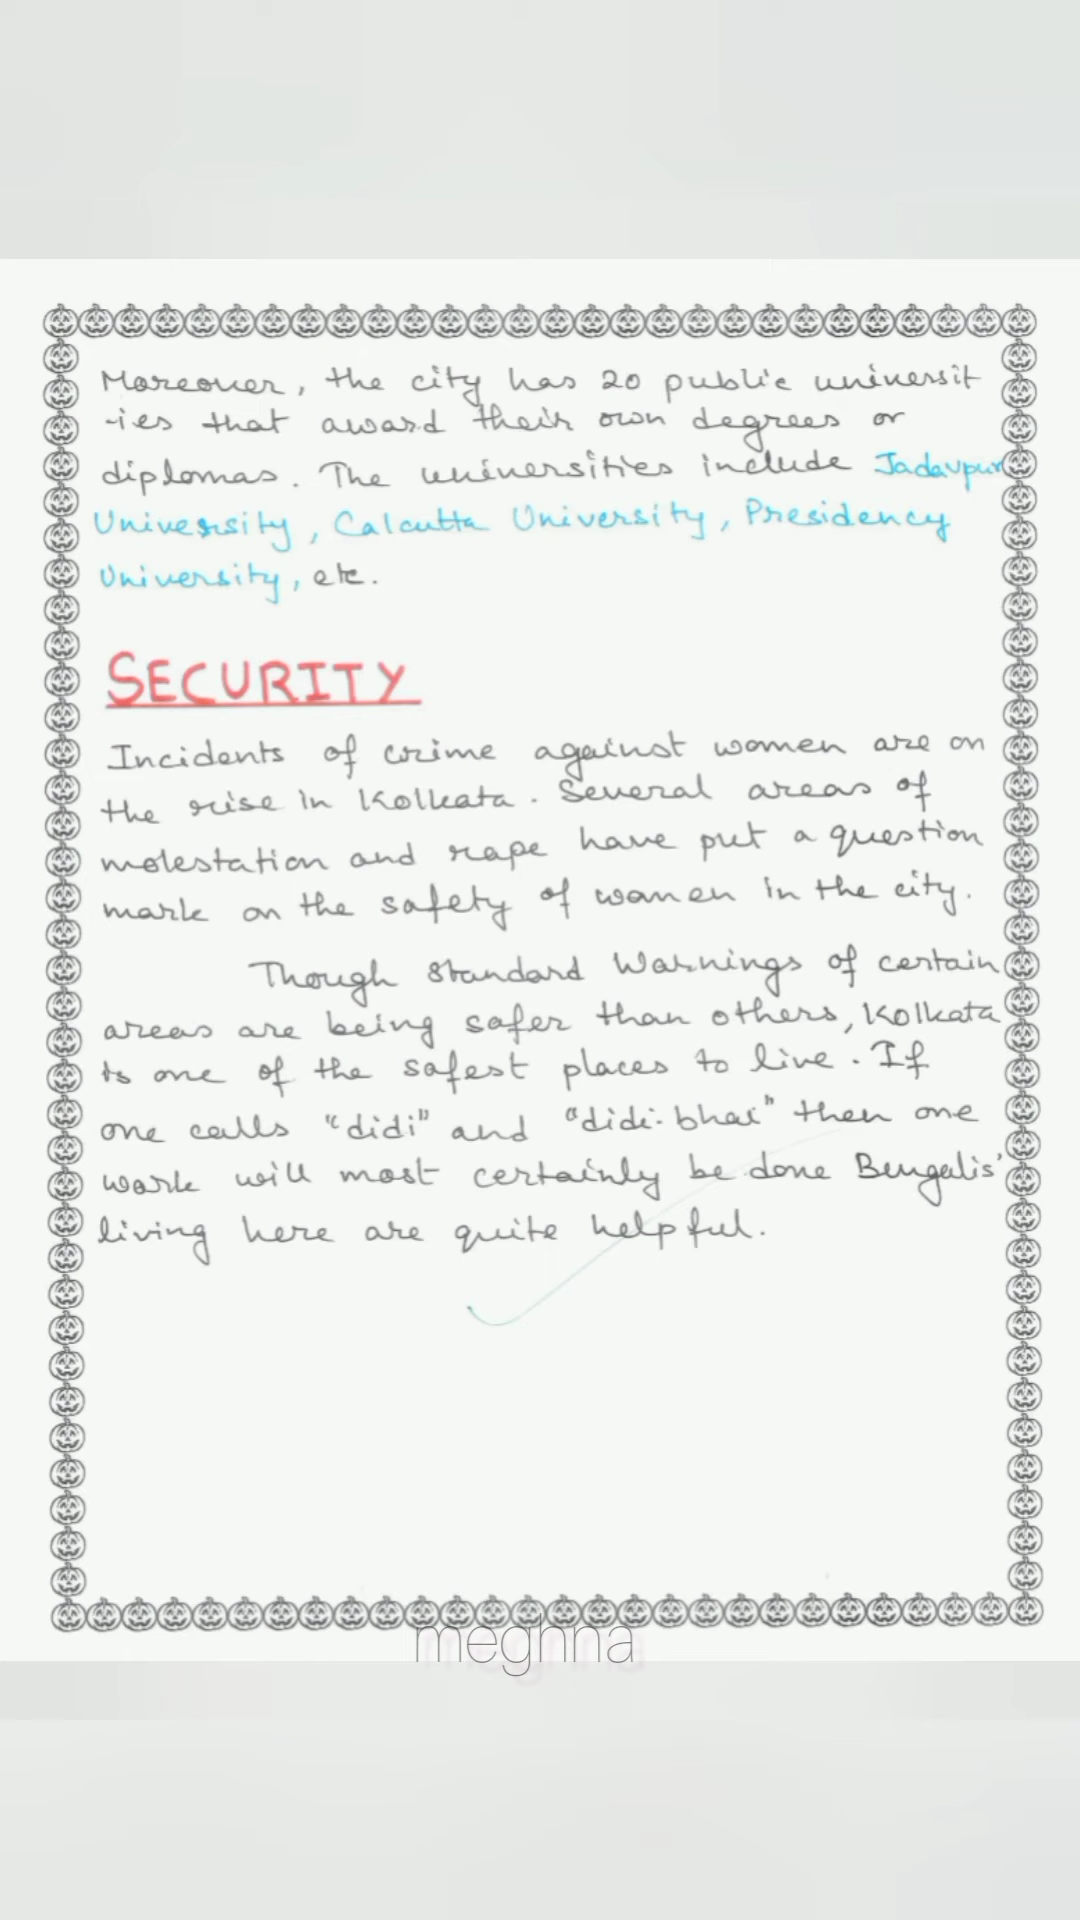 Moreover, the city has 20 public universit
-ies that award their own degrees or
diplomas. The universities include Jadavpur
University, Calcutta University, Presidency
University, etc.
SECURITY
Incidents of crime against women are on
the rise in Kolkata. Several areas of
molestation and rape have put a question
mark on the safety of women in the city.
Though Standard Warnings of certain
areas are being safer than others, Kolkata
is one of the safest places to live. If
one calls "didi" and "didi-bhai" then one
work will most certainly be done Bengalis'
living here are quite helpful.
meghna